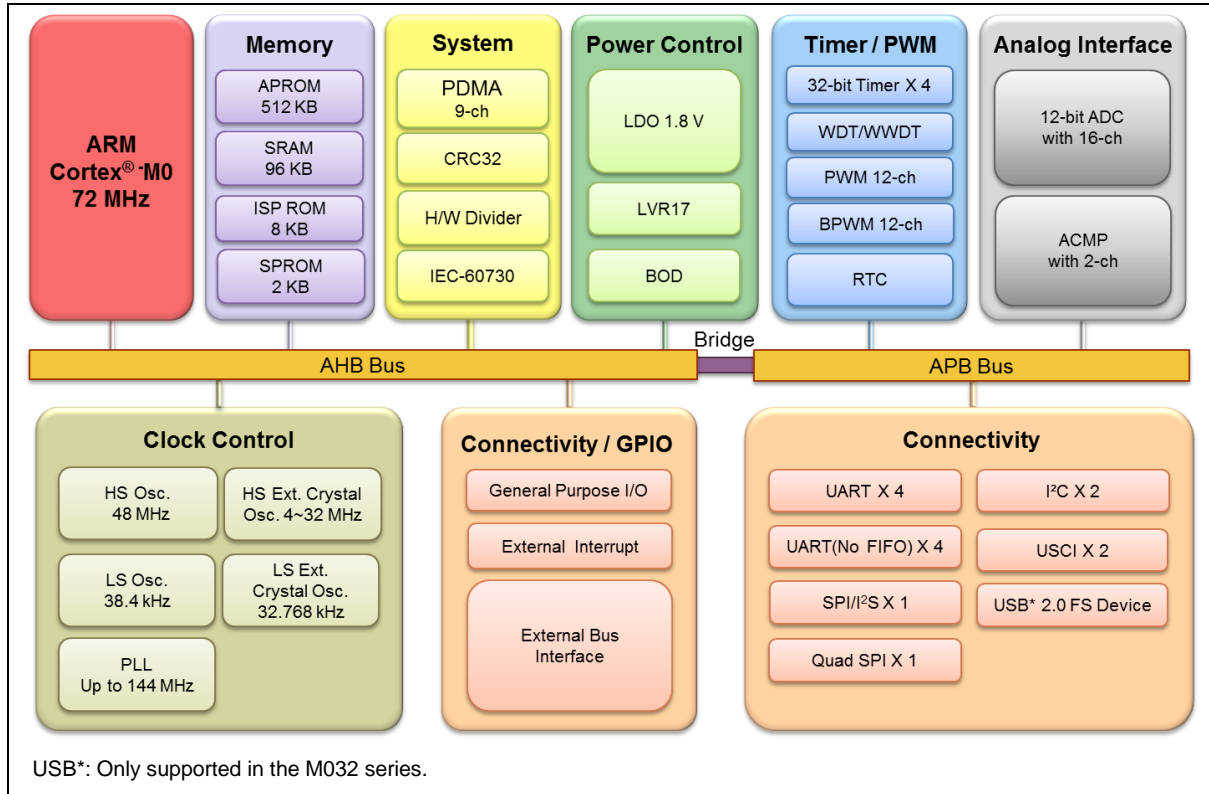 ARM
Cortex® -M0
72 MHz
Memory
APROM
512 KB
SRAM
96 KB
ISP ROM
8 KB
SPROM
2 KB
System
PDMA
9-ch
CRC32
H/W Divider
IEC-60730
Power Control
LDO 1.8 V
LVR17
BOD
Timer / PWM
32-bit Timer X 4
WDT/WWDT
PWM 12-ch
BPWM 12-ch
RTC
Analog Interface
12-bit ADC
with 16-ch
ACMP
with 2-ch
AHB Bus
Bridge
APB Bus
Clock Control
HS Osc.
48 MHz
HS Ext. Crystal
Osc. 4~32 MHz
LS Osc.
38.4 kHz
LS Ext.
Crystal Osc.
32.768 kHz
PLL
Up to 144 MHz
Connectivity / GPIO
General Purpose I/O
External Interrupt
External Bus
Interface
Connectivity
UART X 4
I²C X 2
UART(No FIFO) X 4
USCI X 2
SPI/I²S X 1
USB* 2.0 FS Device
Quad SPI X 1
USB*: Only supported in the M032 series.